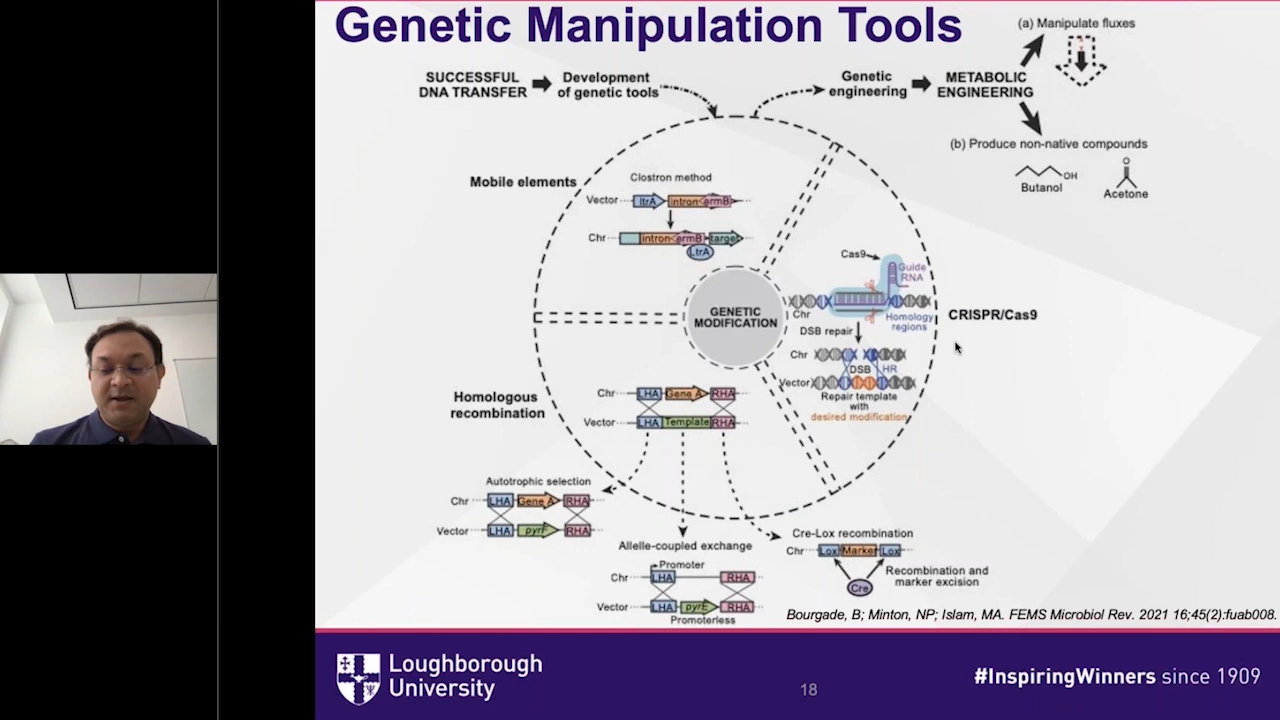 Genetic Manipulation Tools
(a) Manipulate fluxes
SUCCESSFUL
DNA TRANSFER
Development
of genetic tools
Genetic
engineering
METABOLIC
ENGINEERING
(b) Produce non-native compounds
OH
Butanol
O
Acetone
Mobile elements
Clostron method
Vector
ltrA
intron
ermB
Chr
intron
ermB
target
LtrA
GENETIC
MODIFICATION
Cas9
Guide
RNA
Chr
Homology
regions
DSB repair
CRISPR/Cas9
Chr
DSB
HR
Vector
Repair template
with
desired modification
Homologous
recombination
Chr
LHA
Gene A
RHA
Vector
LHA
Template
RHA
Autotrophic selection
Chr
LHA
Gene A
RHA
Vector
LHA
pyrF
RHA
Allelle-coupled exchange
Promoter
Chr
LHA
RHA
Vector
LHA
pyrE
RHA
Promoterless
Cre-Lox recombination
Chr
Lox
Marker
Lox
Cre
Recombination and
marker excision
Bourgade, B; Minton, NP; Islam, MA. FEMS Microbiol Rev. 2021 16;45(2):fuab008.
Loughborough
University
18
#InspiringWinners since 1909